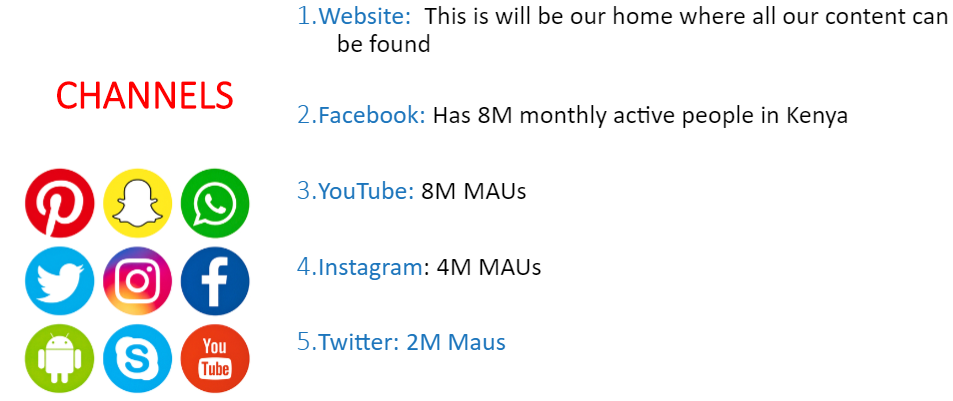 1.Website: This is will be our home where all our content can
be found
CHANNELS
2.Facebook: Has 8M monthly active people in Kenya
3.YouTube: 8M MAUs
4.Instagram: 4M MAUs
5.Twitter: 2M Maus
You
Tube